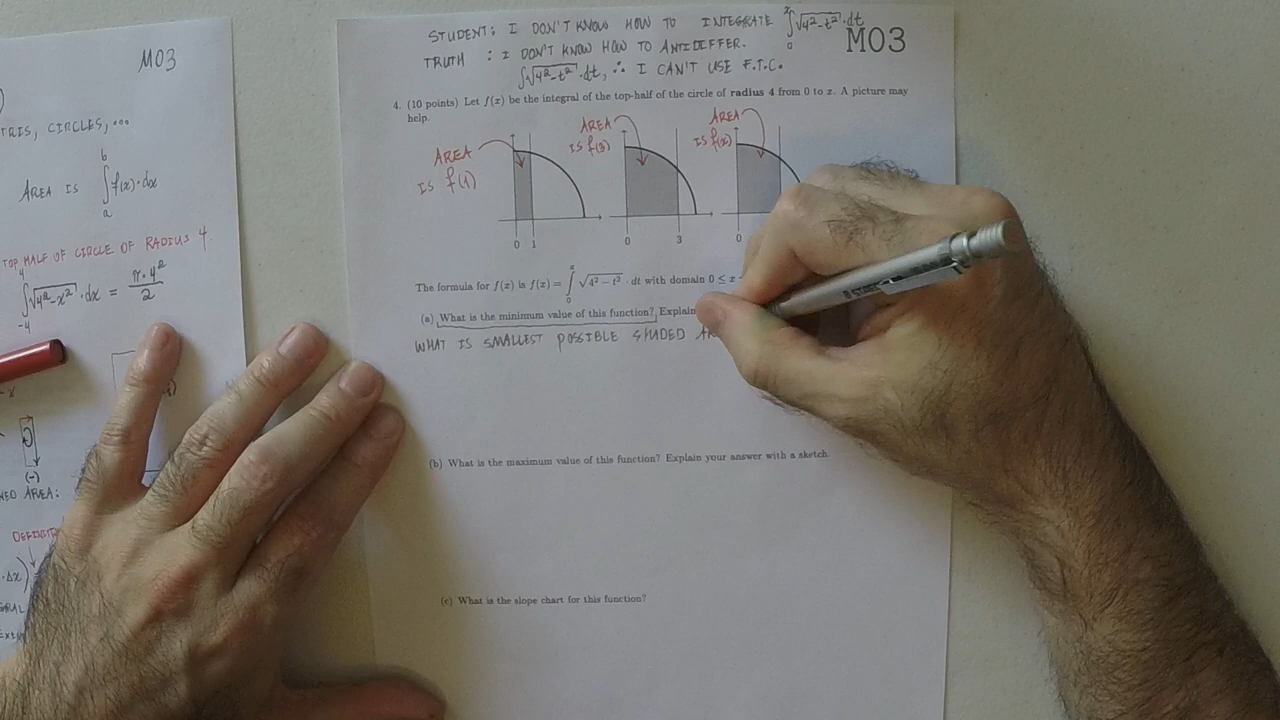 M03
TRIS, CIRCLES,...
AREA IS ∫ₐᵇ f(x)·dx
TOP HALF OF CIRCLE OF RADIUS 4.
∫₋₄⁴ √(4²-x²)·dx = π·4²/2
(-)
NED AREA:
·Δx)
STUDENT: I DON'T KNOW HOW TO INTEGRATE ∫₀ˣ √(4²-t²)·dt
M03
TRUTH : I DON'T KNOW HOW TO ANTIDIFFER.
∫√(4²-t²)·dt, ∴ I CAN'T USE F.T.C.
4. (10 points) Let f(x) be the integral of the top-half of the circle of radius 4 from 0 to x. A picture may
help.
AREA
IS f(1)
AREA
IS f(3)
AREA
IS f(x)
0 1
0 3
0
The formula for f(x) is f(x) = ∫₀ˣ √(4² − t²) · dt with domain 0 ≤ x
(a) What is the minimum value of this function? Explain
WHAT IS SMALLEST POSSIBLE SHADED
(b) What is the maximum value of this function? Explain your answer with a sketch.
(c) What is the slope chart for this function?